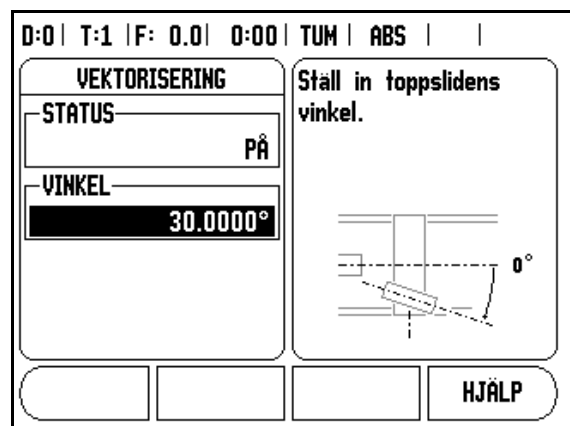 D:0| T:1 |F: 0.0| 0:00| TUM | ABS | |
VEKTORISERING
STATUS
PÅ
VINKEL
30.0000°
Ställ in toppslidens
vinkel.
0°
HJÄLP